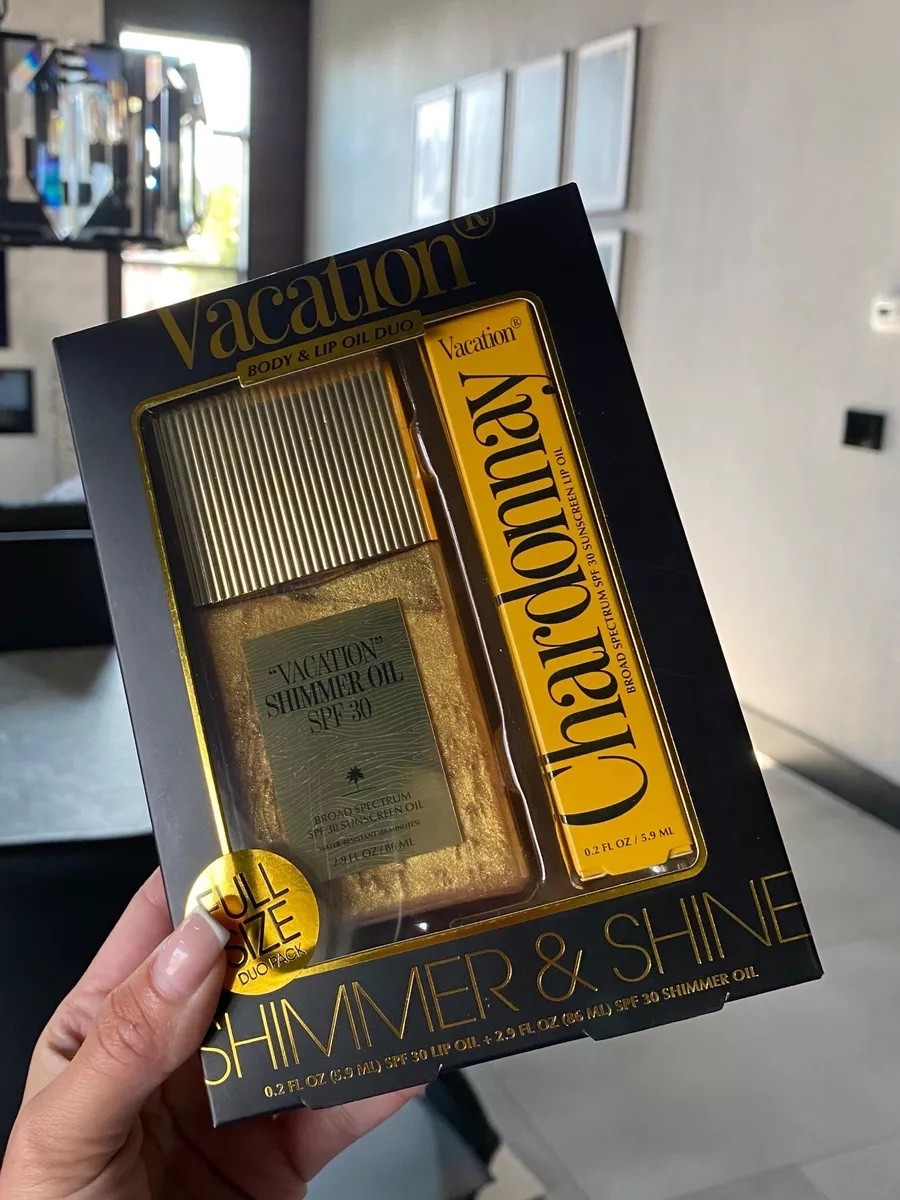 Vacation®
BODY & LIP OIL DUO
Vacation®
Chardonnay
BROAD SPECTRUM SPF 30 SUNSCREEN LIP OIL
0.2 FL OZ / 5.9 ML
“VACATION”
SHIMMER OIL
SPF 30
BROAD SPECTRUM
SPF 30 SUNSCREEN OIL
WATER RESISTANT (80 MINUTES)
2.9 FL OZ / 86 ML
FULL
SIZE
DUO PACK
SHIMMER & SHINE
0.2 FL OZ (5.9 ML) SPF 30 LIP OIL + 2.9 FL OZ (86 ML) SPF 30 SHIMMER OIL